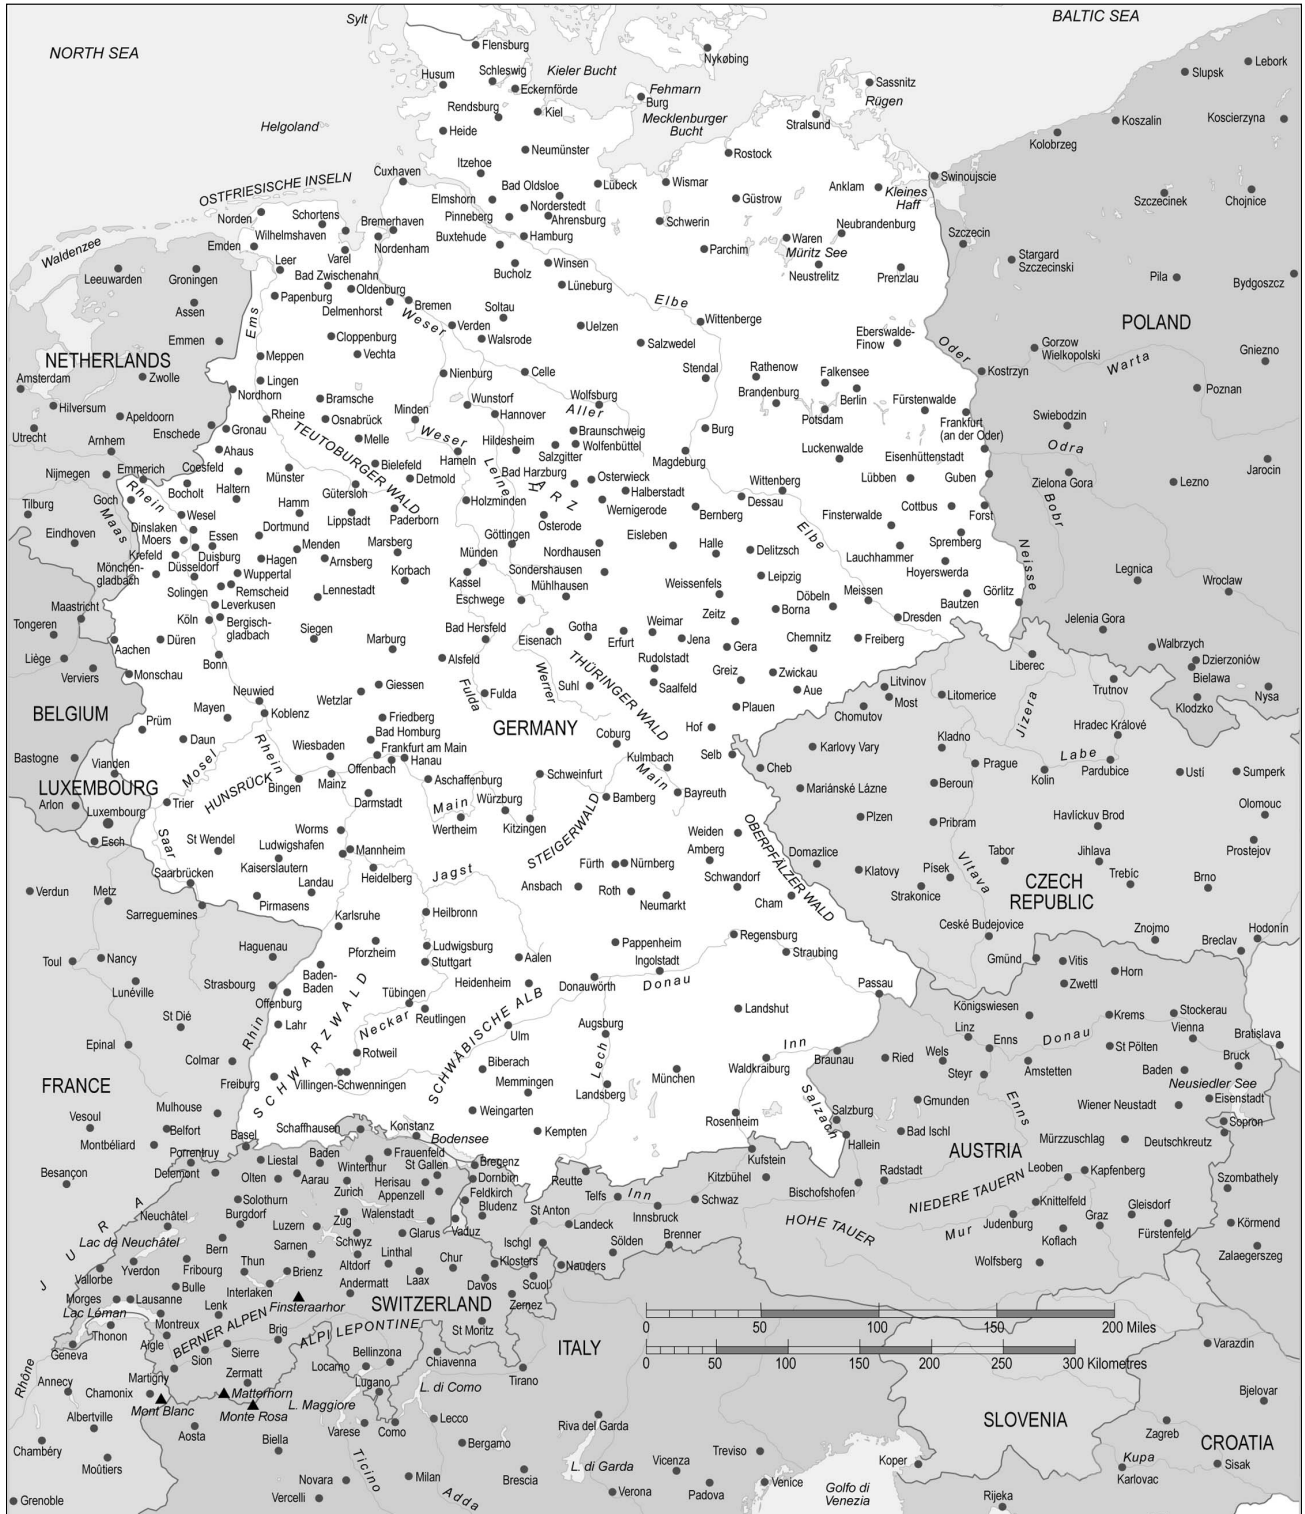 Sylt
BALTIC SEA
NORTH SEA
Flensburg
Nykøbing
Lebork
Slupsk
Schleswig
Kieler Bucht
Husum
Eckernförde
Fehmarn
Burg
Sassnitz
Rügen
Rendsburg
Kiel
Mecklenburger
Bucht
Stralsund
Koszalin
Koscierzyna
Helgoland
Heide
Kolobrzeg
Neumünster
Rostock
Itzehoe
Cuxhaven
Swinoujscie
OSTFRIESISCHE INSELN
Bad Oldsloe
Lübeck
Wismar
Anklam
Kleines
Haff
Szczecinek
Chojnice
Elmshorn
Norderstedt
Güstrow
Norden
Schortens
Pinneberg
Ahrensburg
Schwerin
Bremerhaven
Neubrandenburg
Wilhelmshaven
Buxtehude
Hamburg
Waren
Szczecin
Emden
Nordenham
Waldenzee
Varel
Parchim
Müritz See
Leer
Stargard
Szczecinski
Leeuwarden
Groningen
Bad Zwischenahn
Bucholz
Winsen
Neustrelitz
Prenzlau
Pila
Bydgoszcz
Oldenburg
Lüneburg
Papenburg
Elbe
Assen
Delmenhorst
Bremen
Soltau
Ems
Weser
Verden
Uelzen
Wittenberge
POLAND
Emmen
Cloppenburg
Walsrode
Salzwedel
Eberswalde-
Finow
Oder
Gorzow
Wielkopolski
Gniezno
NETHERLANDS
Meppen
Vechta
Warta
Amsterdam
Zwolle
Lingen
Nienburg
Celle
Stendal
Rathenow
Falkensee
Kostrzyn
Nordhorn
Brandenburg
Berlin
Poznan
Hilversum
Bramsche
Wunstorf
Wolfsburg
Fürstenwalde
Apeldoorn
Rheine
Osnabrück
Minden
Hannover
Aller
Potsdam
Swiebodzin
Utrecht
Enschede
Gronau
TEUTOBURGER WALD
Melle
Weser
Braunschweig
Burg
Frankfurt
(an der Oder)
Arnhem
Hildesheim
Wolfenbüttel
Luckenwalde
Odra
Ahaus
Hameln
Salzgitter
Eisenhüttenstadt
Nijmegen
Emmerich
Coesfeld
Münster
Bielefeld
Leine
Bad Harzburg
Magdeburg
Jarocin
Rhein
Bocholt
Haltern
Gütersloh
Detmold
HARZ
Osterwieck
Wittenberg
Lübben
Guben
Zielona Gora
Lezno
Goch
Hamm
Holzminden
Halberstadt
Dessau
Tilburg
Maas
Wesel
Lippstadt
Paderborn
Wernigerode
Bernberg
Cottbus
Forst
Bobr
Dinslaken
Dortmund
Osterode
Finsterwalde
Eindhoven
Moers
Essen
Göttingen
Eisleben
Elbe
Krefeld
Duisburg
Menden
Marsberg
Nordhausen
Halle
Delitzsch
Spremberg
Neisse
Mönchen-
gladbach
Düsseldorf
Hagen
Arnsberg
Münden
Lauchhammer
Wuppertal
Korbach
Sondershausen
Hoyerswerda
Legnica
Kassel
Leipzig
Wroclaw
Solingen
Remscheid
Lennestadt
Eschwege
Mühlhausen
Weissenfels
Döbeln
Meissen
Görlitz
Maastricht
Leverkusen
Zeitz
Borna
Bautzen
Tongeren
Köln
Bergisch-
gladbach
Siegen
Marburg
Bad Hersfeld
Gotha
Weimar
Dresden
Jelenia Gora
Aachen
Düren
Eisenach
Erfurt
Jena
Gera
Chemnitz
Freiberg
Walbrzych
Liège
Bonn
Alsfeld
Rudolstadt
Liberec
Dzierzoniów
Verviers
Monschau
Werrer
THÜRINGER WALD
Greiz
Zwickau
Bielawa
Giessen
Suhl
Saalfeld
Litvinov
Trutnov
Nysa
Neuwied
Wetzlar
Fulda
Fulda
Aue
Litomerice
Jizera
BELGIUM
Mayen
Koblenz
Plauen
Most
Klodzko
Prüm
Friedberg
GERMANY
Hof
Chomutov
Hradec Králové
Bad Homburg
Coburg
Daun
Rhein
Wiesbaden
Frankfurt am Main
Selb
Karlovy Vary
Kladno
Labe
Bastogne
Vianden
Mosel
Offenbach
Hanau
Kulmbach
Cheb
Prague
LUXEMBOURG
HUNSRÜCK
Bingen
Mainz
Aschaffenburg
Schweinfurt
Main
Kolin
Pardubice
Ustí
Sumperk
Darmstadt
Beroun
Arlon
Trier
Main
Würzburg
Bamberg
Bayreuth
Mariánské Lázne
Luxembourg
Olomouc
Wertheim
Kitzingen
STEIGERWALD
Plzen
Pribram
Havlickuv Brod
Esch
Saar
St Wendel
Worms
Weiden
OBERPFÄLZER WALD
Ludwigshafen
Mannheim
Amberg
Domazlice
Vltava
Tabor
Jihlava
Prostejov
Kaiserslautern
Fürth
Nürnberg
Klatovy
Pisek
Trebíc
Saarbrücken
Heidelberg
Jagst
Verdun
Metz
Landau
Ansbach
Roth
Schwandorf
Strakonice
CZECH
REPUBLIC
Brno
Pirmasens
Neumarkt
Cham
Sarreguemines
Heilbronn
Karlsruhe
Ceské Budejovice
Znojmo
Hodonín
Haguenau
Pforzheim
Ludwigsburg
Pappenheim
Regensburg
Breclav
Toul
Nancy
Stuttgart
Aalen
Ingolstadt
Straubing
Gmünd
Vitis
Strasbourg
Baden-
Baden
Heidenheim
Donauwörth
Donau
Passau
Zwettl
Horn
Lunéville
Offenburg
SCHWARZWALD
Tübingen
SCHWÄBISCHE ALB
Königswiesen
St Dié
Lahr
Neckar
Reutlingen
Landshut
Krems
Stockerau
Rhin
Ulm
Augsburg
Linz
Vienna
Epinal
Enns
Donau
Bratislava
Colmar
Rotweil
Biberach
Lech
Waldkraiburg
Inn
Braunau
Ried
Wels
St Pölten
Bruck
FRANCE
Freiburg
Villingen-Schwenningen
Memmingen
München
Steyr
Amstetten
Baden
Neusiedler See
Landsberg
Salzach
Gmunden
Enns
Eisenstadt
Mulhouse
Weingarten
Rosenheim
Salzburg
Wiener Neustadt
Vesoul
Belfort
Schaffhausen
Konstanz
Kempten
Bad Ischl
Sopron
Montbéliard
Basel
Bodensee
Hallein
Mürzzuschlag
Deutschkreutz
Porrentruy
Liestal
Baden
Frauenfeld
Bregenz
Kufstein
AUSTRIA
Besançon
Delemont
Winterthur
St Gallen
Reutte
Kitzbühel
Radstadt
Leoben
Kapfenberg
Olten
Aarau
Herisau
Dornbirn
Szombathely
JURA
Solothurn
Zurich
Appenzell
Feldkirch
Telfs
Inn
Schwaz
Bischofshofen
NIEDERE TAUERN
Knittelfeld
Gleisdorf
Neuchâtel
Burgdorf
Zug
Walenstadt
Bludenz
St Anton
Innsbruck
HOHE TAUER
Mur
Judenburg
Graz
Körmend
Luzern
Vaduz
Landeck
Koflach
Fürstenfeld
Lac de Neuchâtel
Bern
Schwyz
Glarus
Ischgl
Sölden
Brenner
Sarnen
Wolfsberg
Zalaegerszeg
Yverdon
Fribourg
Thun
Altdorf
Linthal
Chur
Klosters
Nauders
Vallorbe
Bulle
Brienz
Andermatt
Laax
Davos
Scuol
Morges
Lausanne
Interlaken
Finsteraarhor
SWITZERLAND
Zernez
Lac Léman
Lenk
BERNER ALPEN
Montreux
ALPI LEPONTINE
St Moritz
Thonon
Aigle
Brig
0 50 100 150 200 Miles
Geneva
Sion
Sierre
Bellinzona
ITALY
0 50 100 150 200 250 300 Kilometres
Varazdin
Rhône
Locarno
Chiavenna
Martigny
Zermatt
Tirano
Annecy
Chamonix
Matterhorn
Lugano
L. di Como
Bjelovar
Mont Blanc
Monte Rosa
L. Maggiore
Albertville
Aosta
Varese
Como
Lecco
Riva del Garda
SLOVENIA
Zagreb
Chambéry
Biella
Bergamo
CROATIA
Moûtiers
Ticino
Treviso
Koper
Kupa
Novara
Milan
Brescia
L. di Garda
Vicenza
Karlovac
Sisak
Grenoble
Vercelli
Adda
Verona
Padova
Venice
Golfo di
Venezia
Rijeka